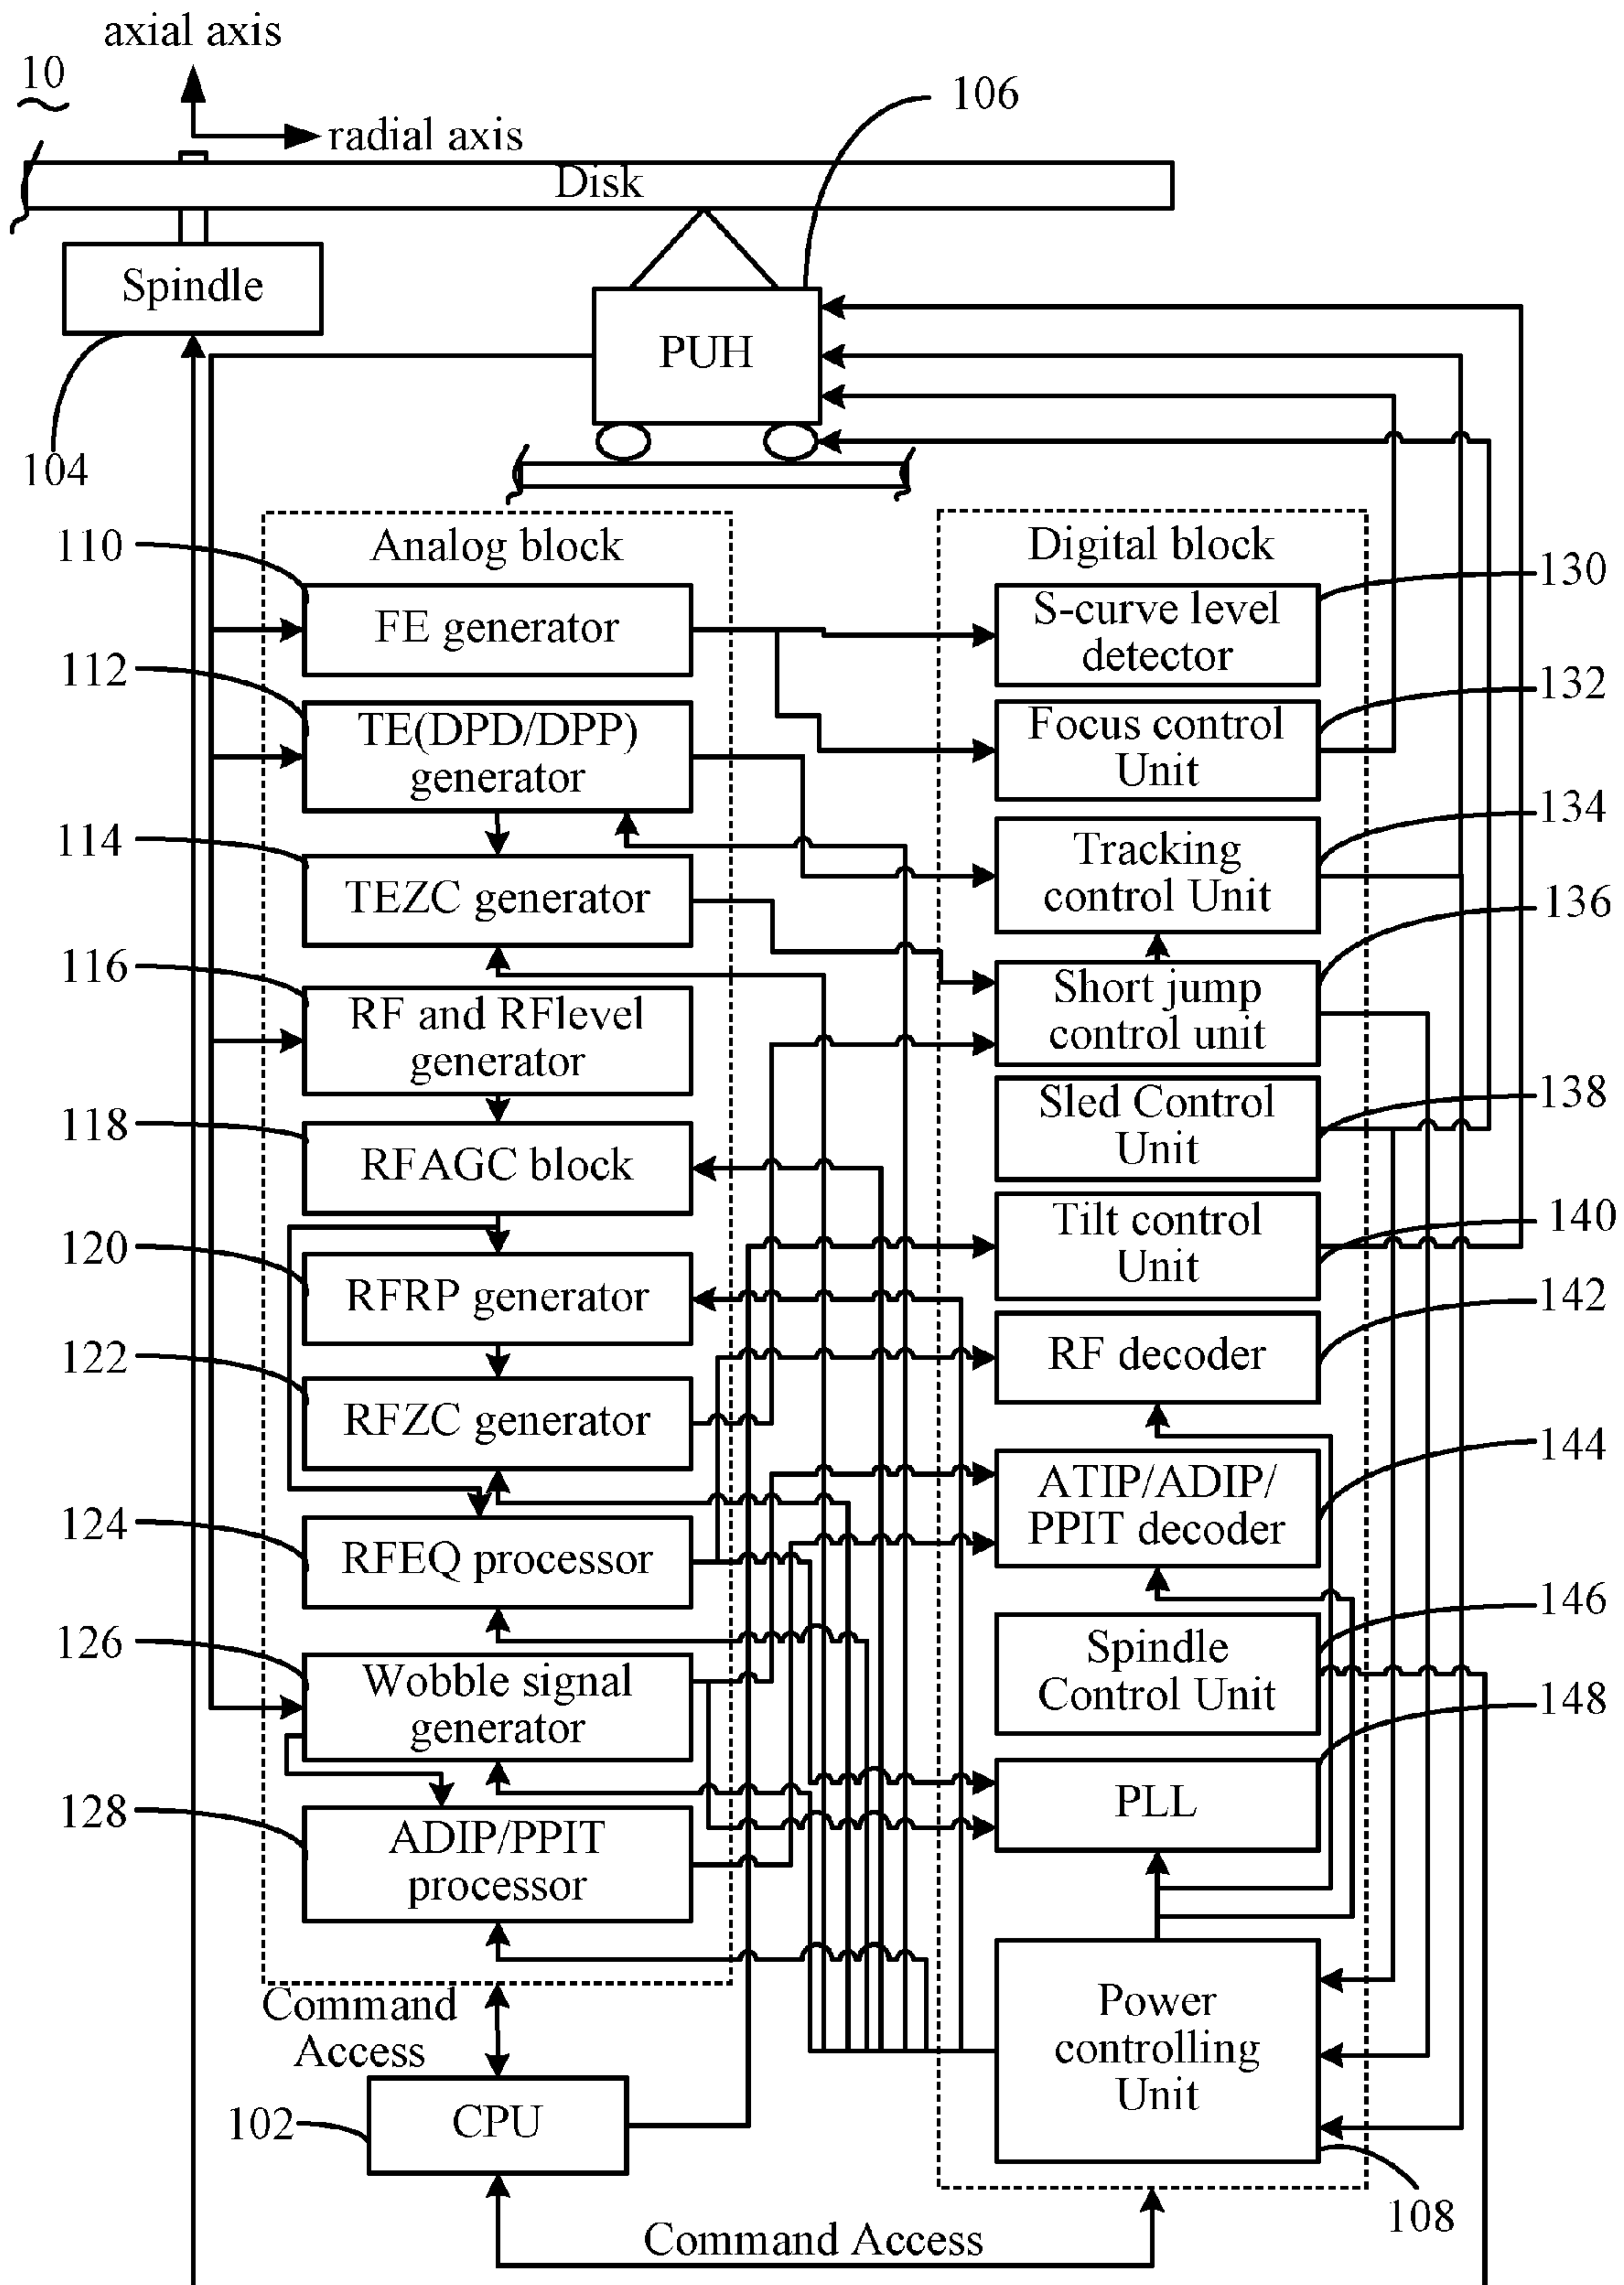 axial axis
10
radial axis
106
Disk
Spindle
PUH
104
Analog block
Digital block
110
FE generator
S-curve level
detector
130
112
TE(DPD/DPP)
generator
Focus control
Unit
132
114
TEZC generator
Tracking
control Unit
134
116
RF and RFlevel
generator
Short jump
control unit
136
118
RFAGC block
Sled Control
Unit
138
120
RFRP generator
Tilt control
Unit
140
122
RFZC generator
RF decoder
142
124
RFEQ processor
ATIP/ADIP/
PPIT decoder
144
126
Wobble signal
generator
Spindle
Control Unit
146
128
ADIP/PPIT
processor
PLL
148
Command
Access
Power
controlling
Unit
102
CPU
108
Command Access